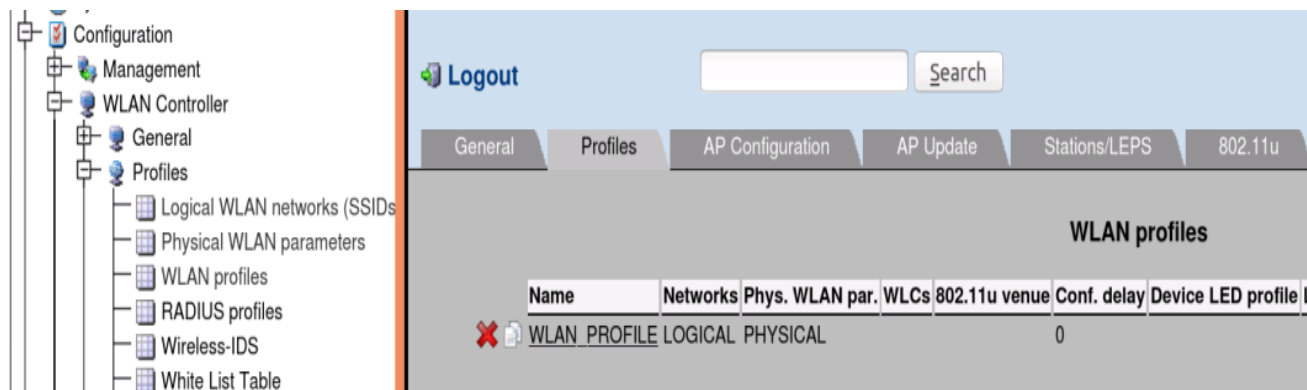 Configuration
Management
WLAN Controller
General
Profiles
Logical WLAN networks (SSIDs
Physical WLAN parameters
WLAN profiles
RADIUS profiles
Wireless-IDS
White List Table
Logout
Search
General Profiles AP Configuration AP Update Stations/LEPS 802.11u
WLAN profiles
Name Networks Phys. WLAN par. WLCs 802.11u venue Conf. delay Device LED profile
WLAN_PROFILE LOGICAL PHYSICAL 0